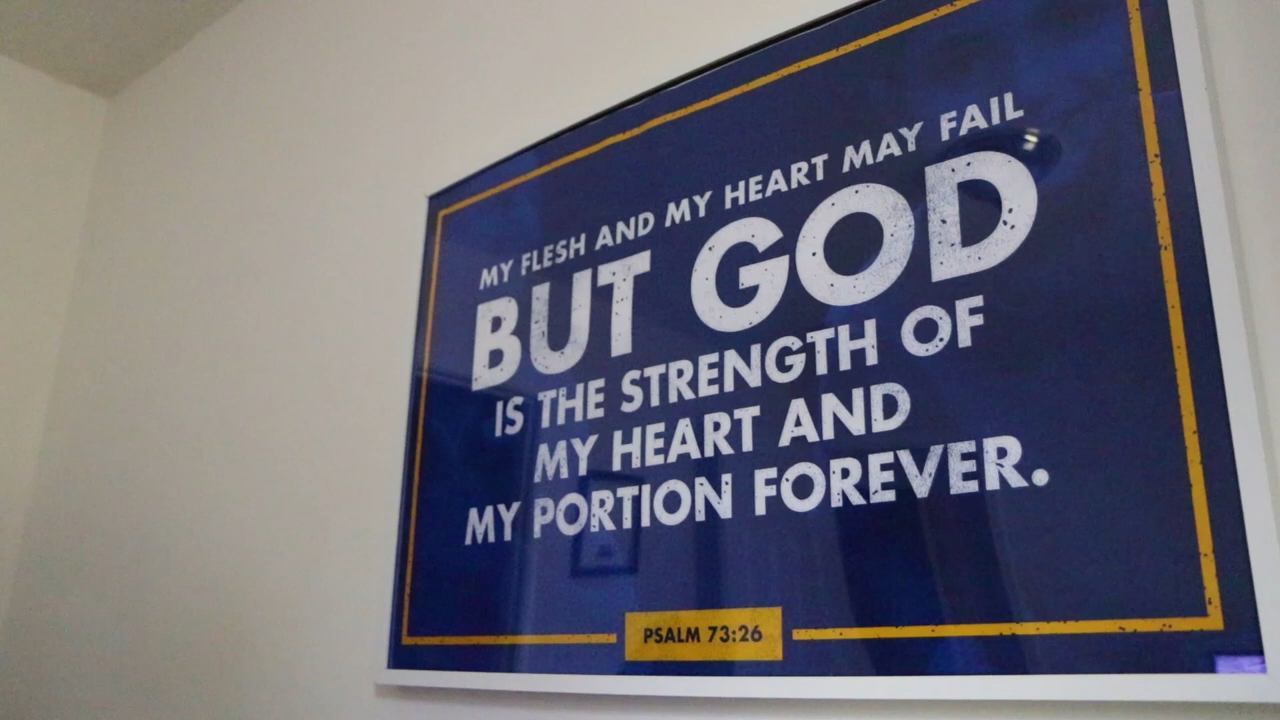 MY FLESH AND MY HEART MAY FAIL
BUT GOD
IS THE STRENGTH OF
MY HEART AND
MY PORTION FOREVER.
PSALM 73:26